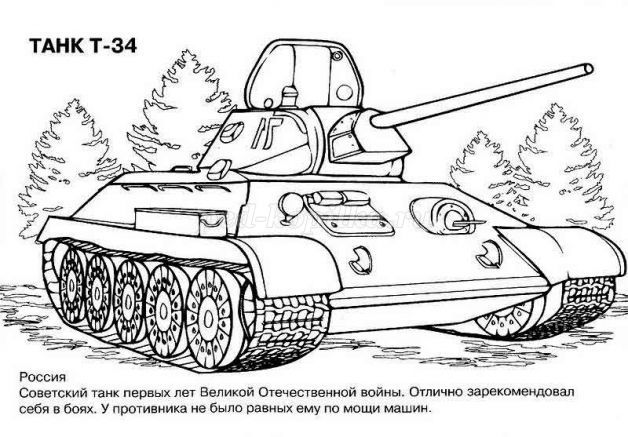 ТАНК Т-34
Россия
Советский танк первых лет Великой Отечественной войны. Отлично зарекомендовал
себя в боях. У противника не было равных ему по мощи машин.